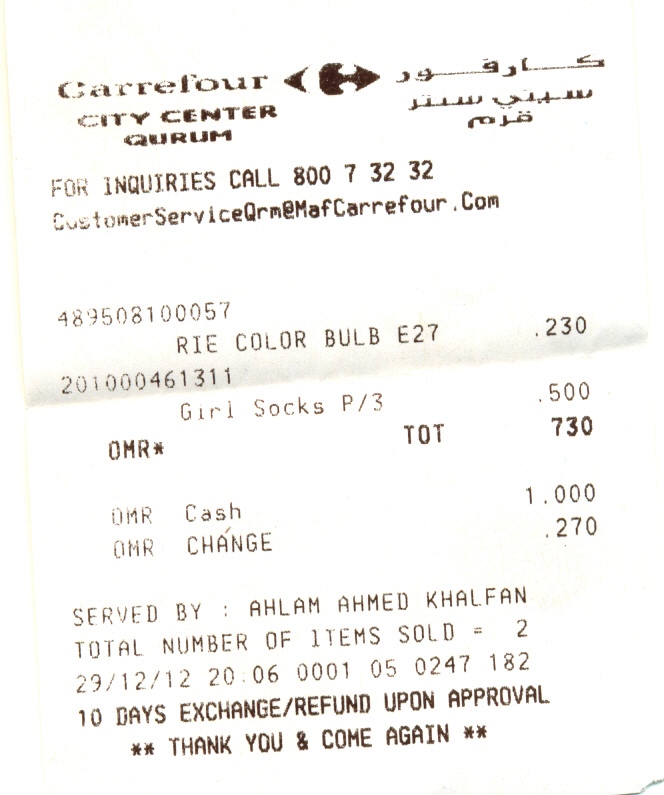 Carrefour كارفور
CITY CENTER سيتي سنتر
QURUM قرم
FOR INQUIRIES CALL 800 7 32 32
CustomerServiceQrm@MafCarrefour.Com
489508100057
RIE COLOR BULB E27 .230
201000461311
Girl Socks P/3 .500
OMR* TOT 730
OMR Cash 1.000
OMR CHANGE .270
SERVED BY : AHLAM AHMED KHALFAN
TOTAL NUMBER OF ITEMS SOLD = 2
29/12/12 20:06 0001 05 0247 182
10 DAYS EXCHANGE/REFUND UPON APPROVAL
** THANK YOU & COME AGAIN **